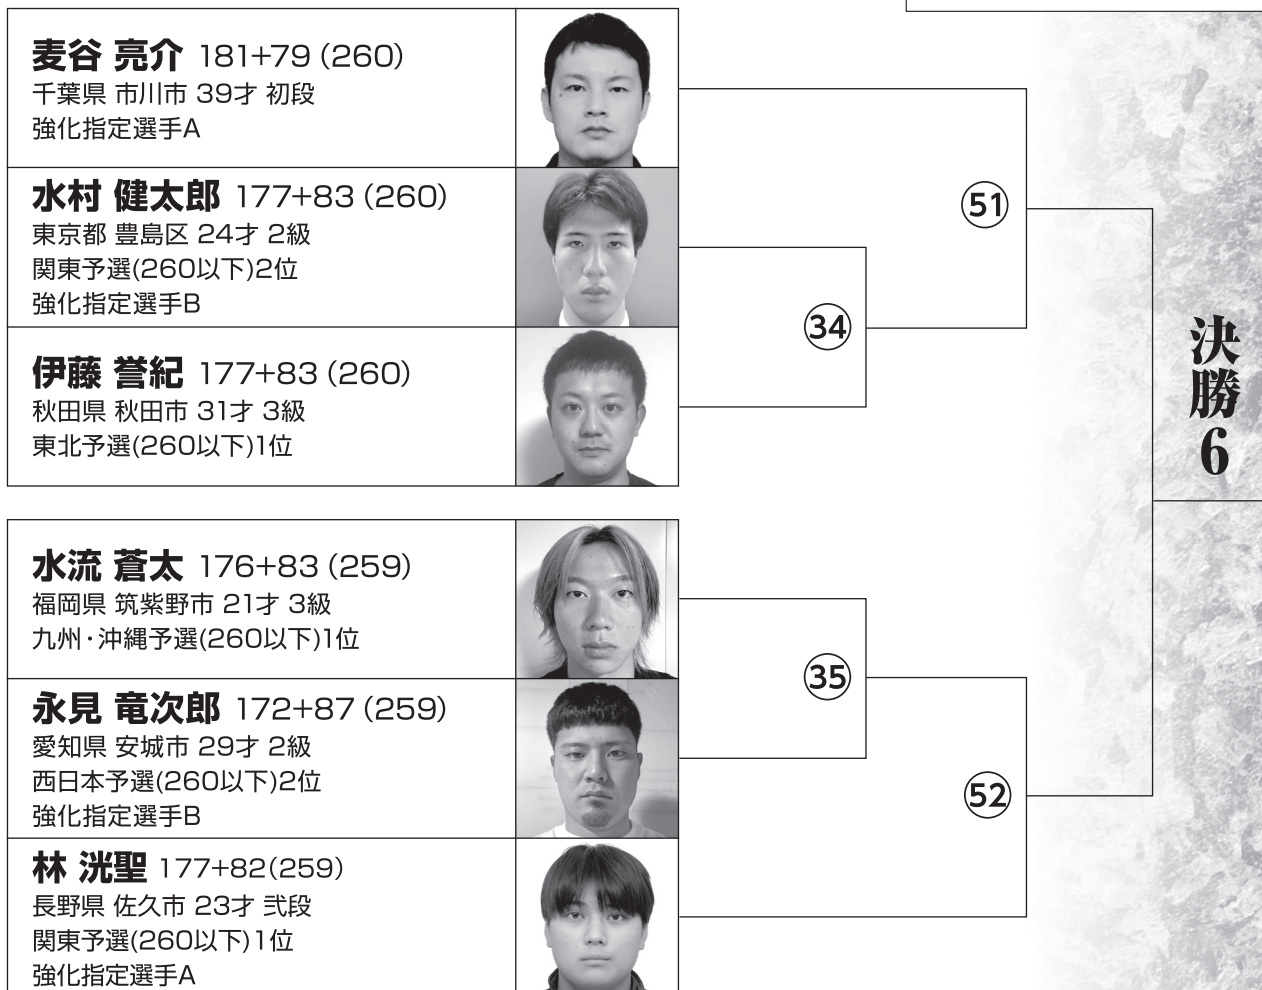 麦谷 亮介 181+79(260)
千葉県 市川市 39才 初段
強化指定選手A
水村 健太郎 177+83(260)
東京都 豊島区 24才 2級
関東予選(260以下)2位
強化指定選手B
伊藤 誉紀 177+83(260)
秋田県 秋田市 31才 3級
東北予選(260以下)1位
水流 蒼太 176+83(259)
福岡県 筑紫野市 21才 3級
九州・沖縄予選(260以下)1位
永見 竜次郎 172+87(259)
愛知県 安城市 29才 2級
西日本予選(260以下)2位
強化指定選手B
林 洸聖 177+82(259)
長野県 佐久市 23才 弐段
関東予選(260以下)1位
強化指定選手A
51
34
35
52
決勝6